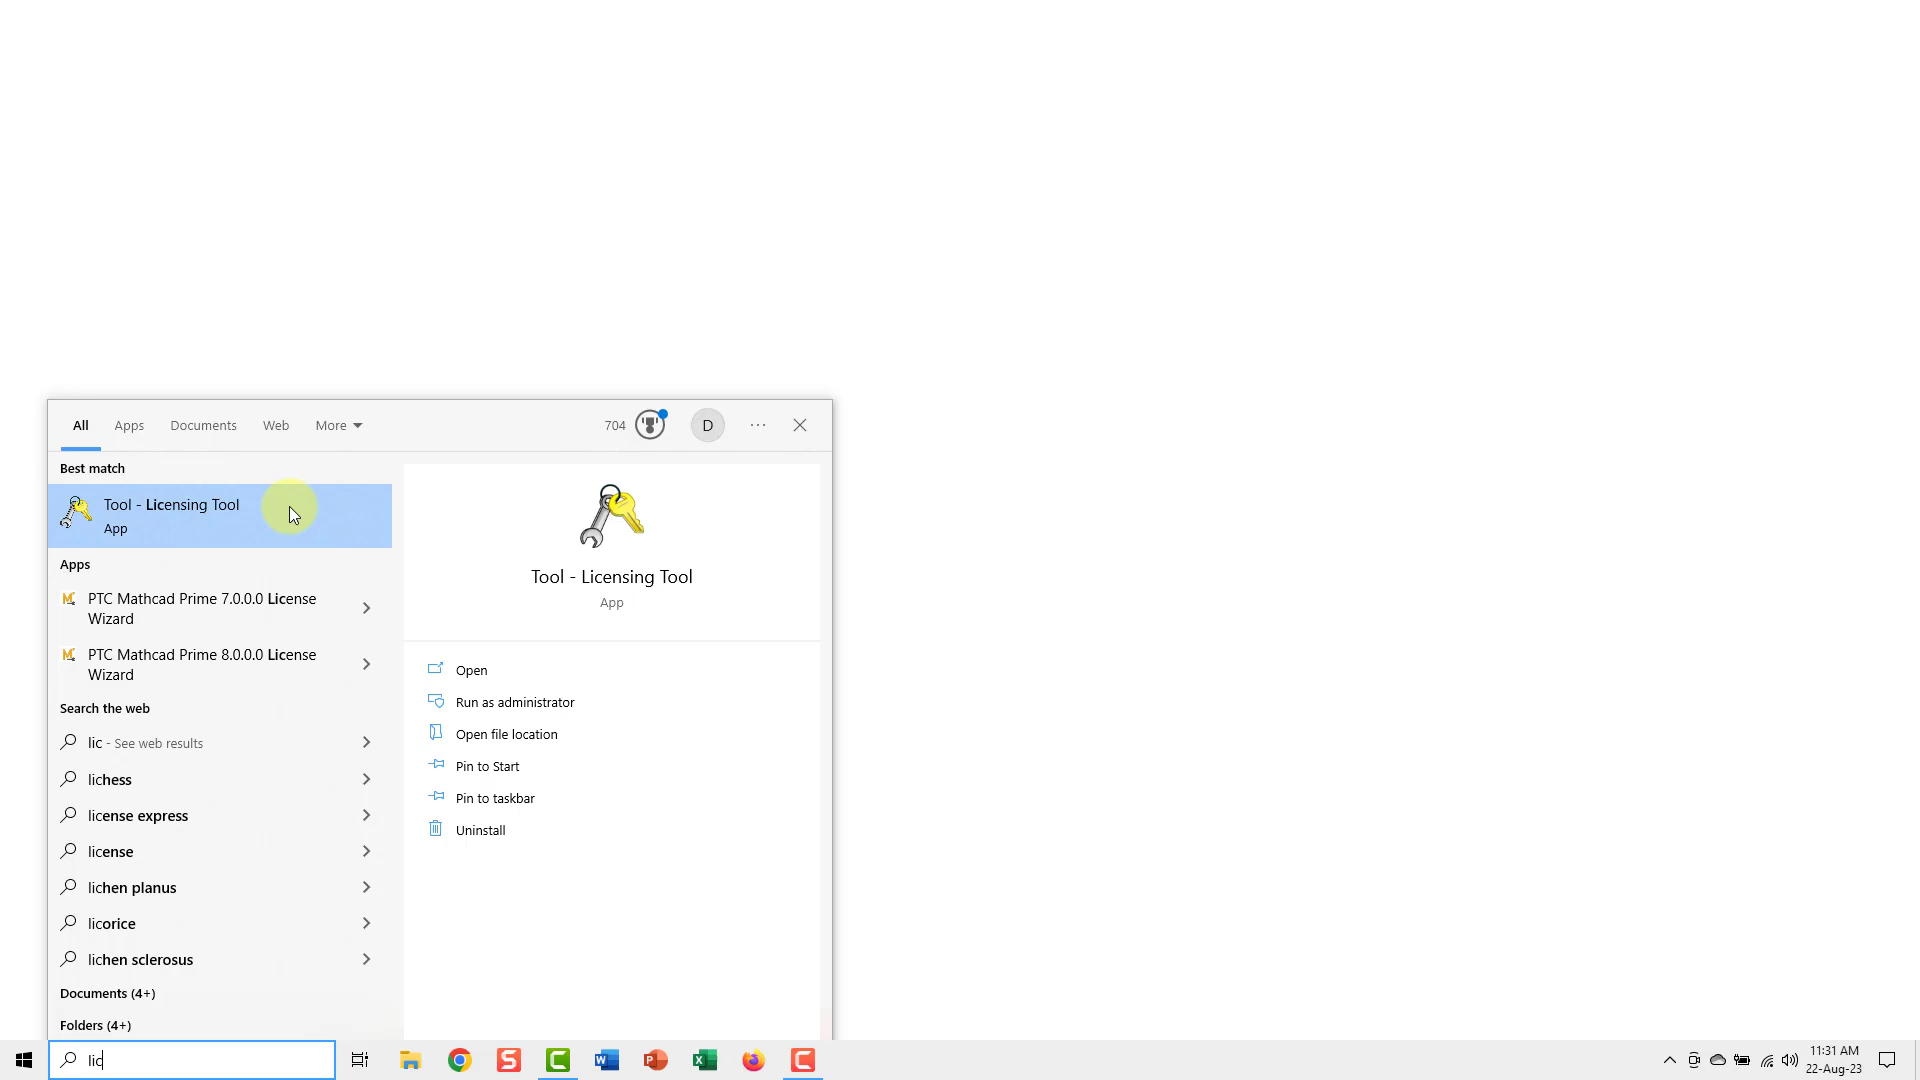 All
Apps
Documents
Web
More
704
D
Best match
Tool - Licensing Tool
App
Apps
PTC Mathcad Prime 7.0.0.0 License
Wizard
PTC Mathcad Prime 8.0.0.0 License
Wizard
Search the web
lic - See web results
lichess
license express
license
lichen planus
licorice
lichen sclerosus
Documents (4+)
Folders (4+)
Tool - Licensing Tool
App
Open
Run as administrator
Open file location
Pin to Start
Pin to taskbar
Uninstall
lic
11:31 AM
22-Aug-23